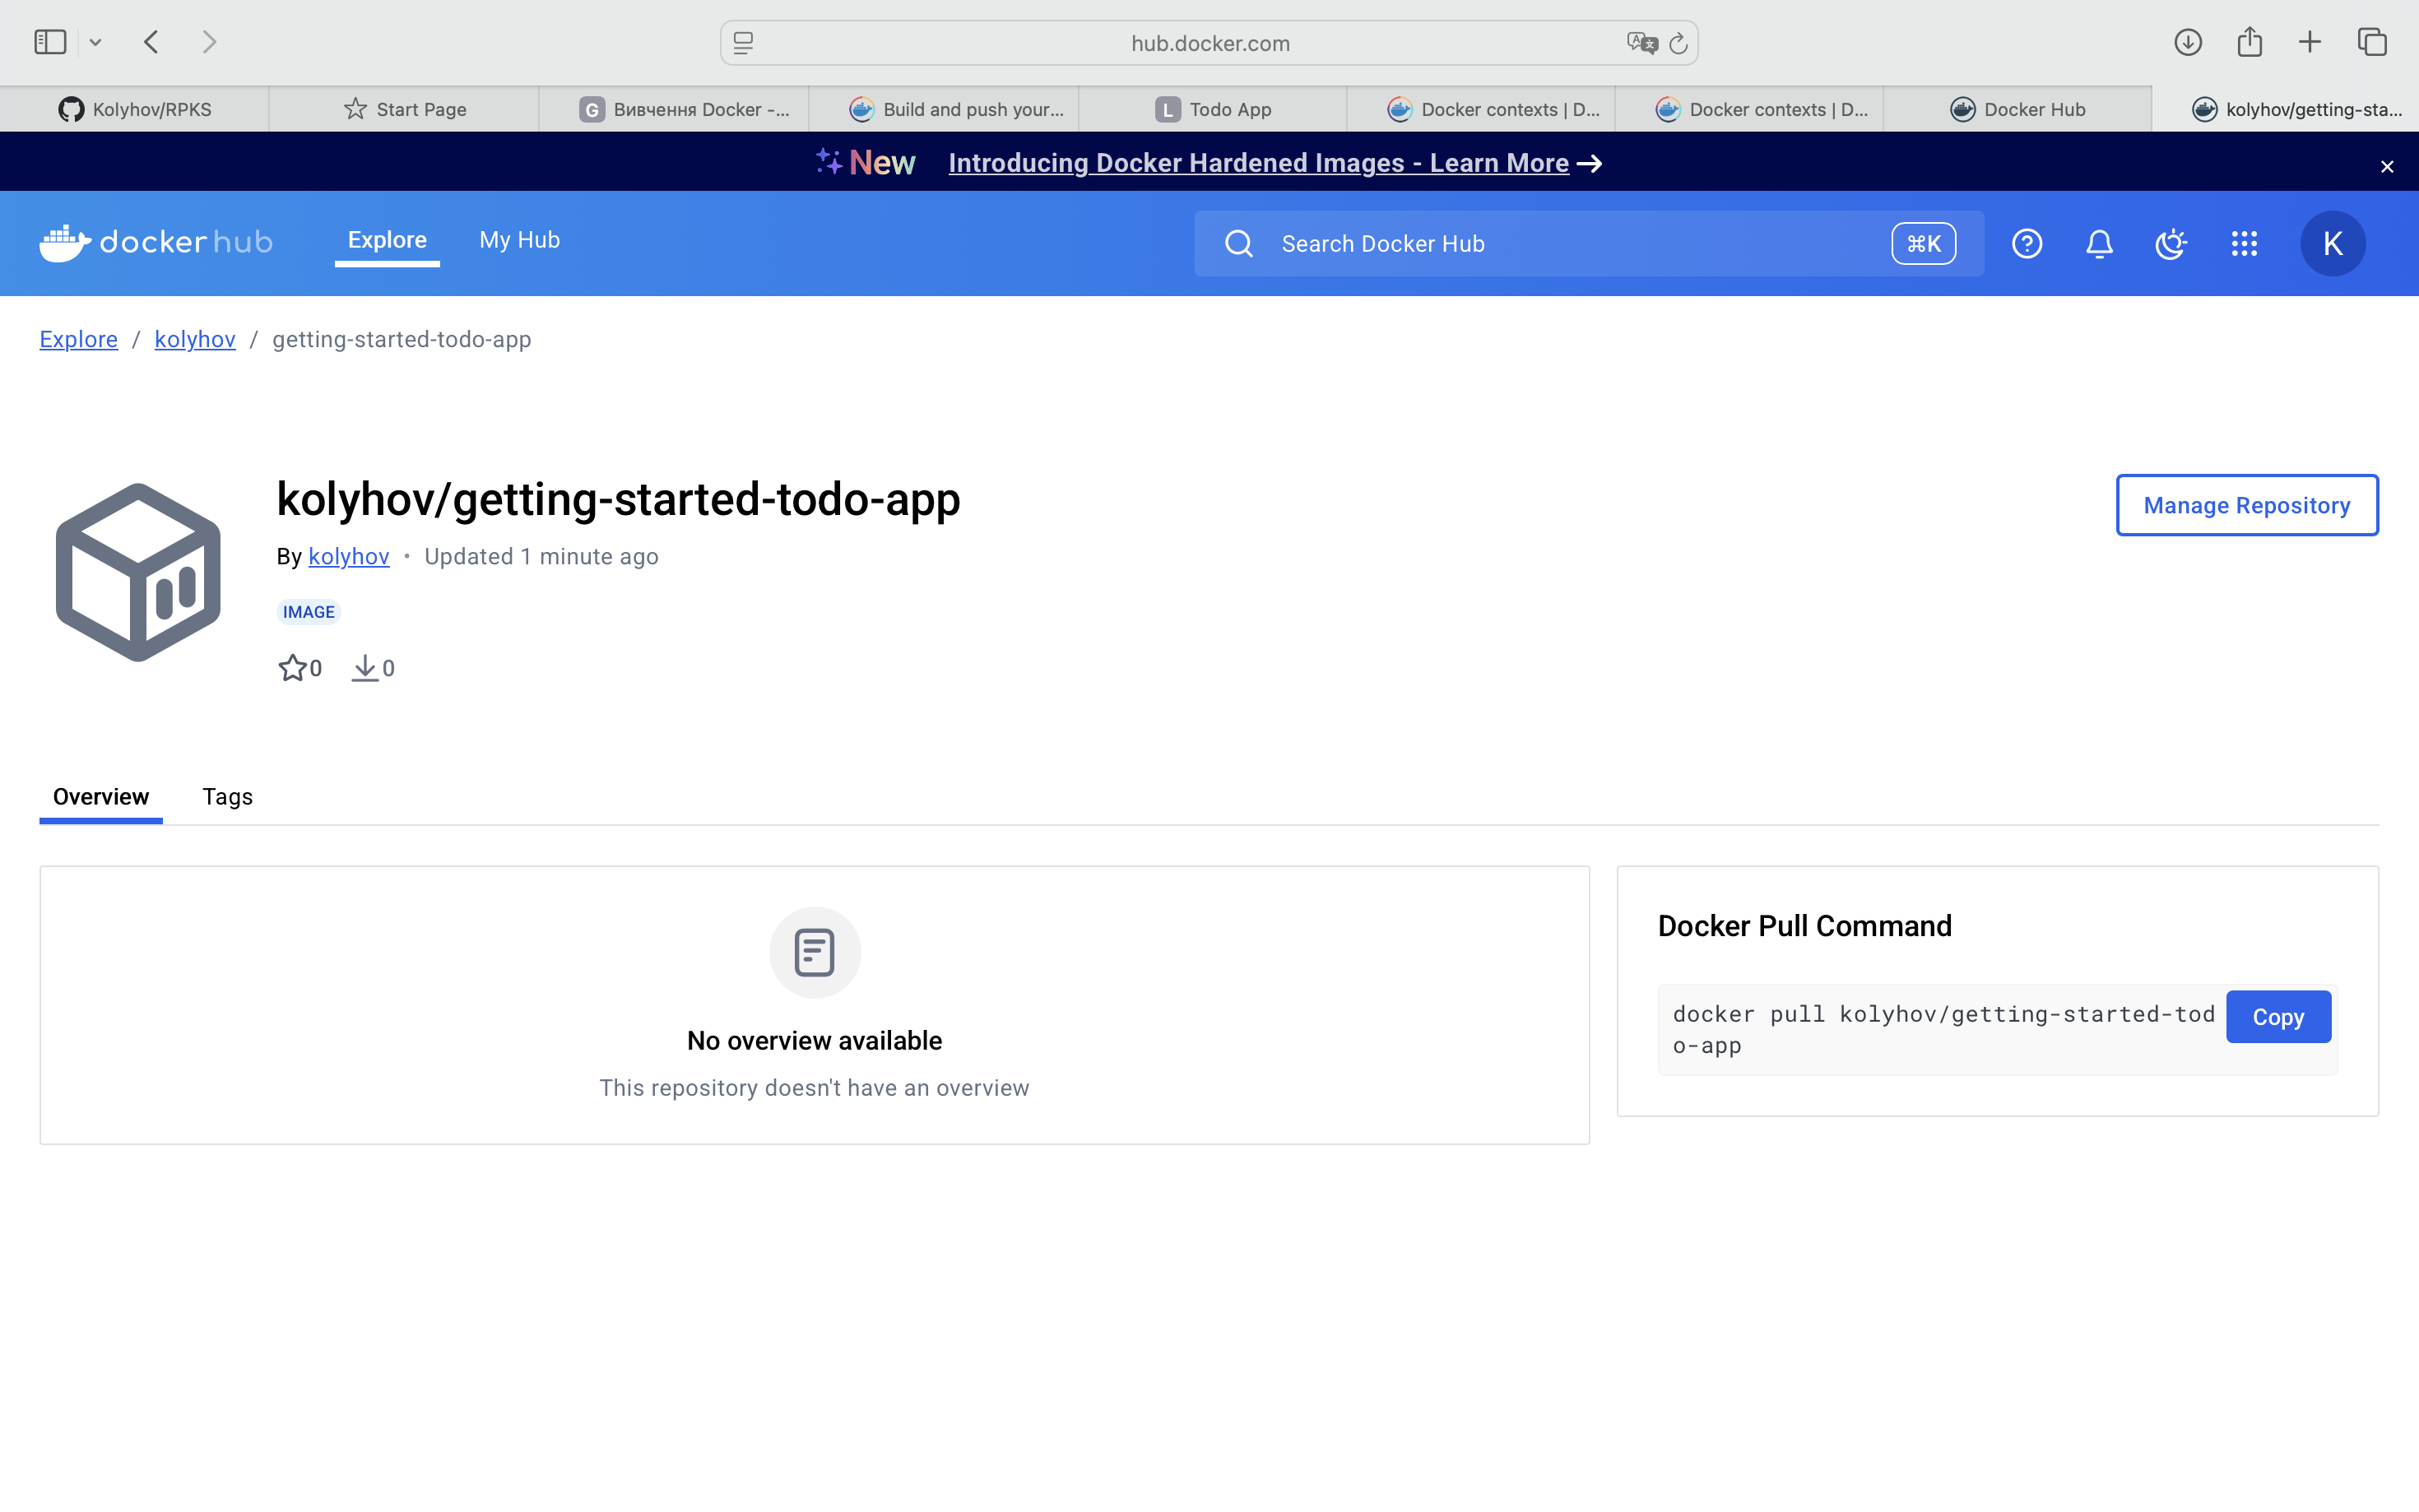 hub.docker.com
Kolyhov/RPKS
Start Page
G Вивчення Docker -...
Build and push your...
L Todo App
Docker contexts | D...
Docker contexts | D...
Docker Hub
kolyhov/getting-sta...
New Introducing Docker Hardened Images - Learn More →
docker hub
Explore
My Hub
Search Docker Hub
⌘K
K
Explore / kolyhov / getting-started-todo-app
kolyhov/getting-started-todo-app
Manage Repository
By kolyhov • Updated 1 minute ago
IMAGE
0 0
Overview
Tags
No overview available
This repository doesn't have an overview
Docker Pull Command
docker pull kolyhov/getting-started-tod
o-app
Copy